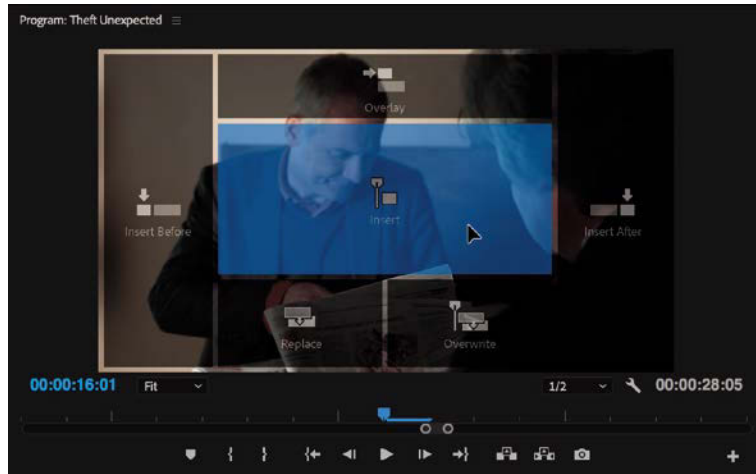 Program: Theft Unexpected
Overlay
Insert Before
Insert
Insert After
Replace
Overwrite
00:00:16:01
Fit
1/2
00:00:28:05